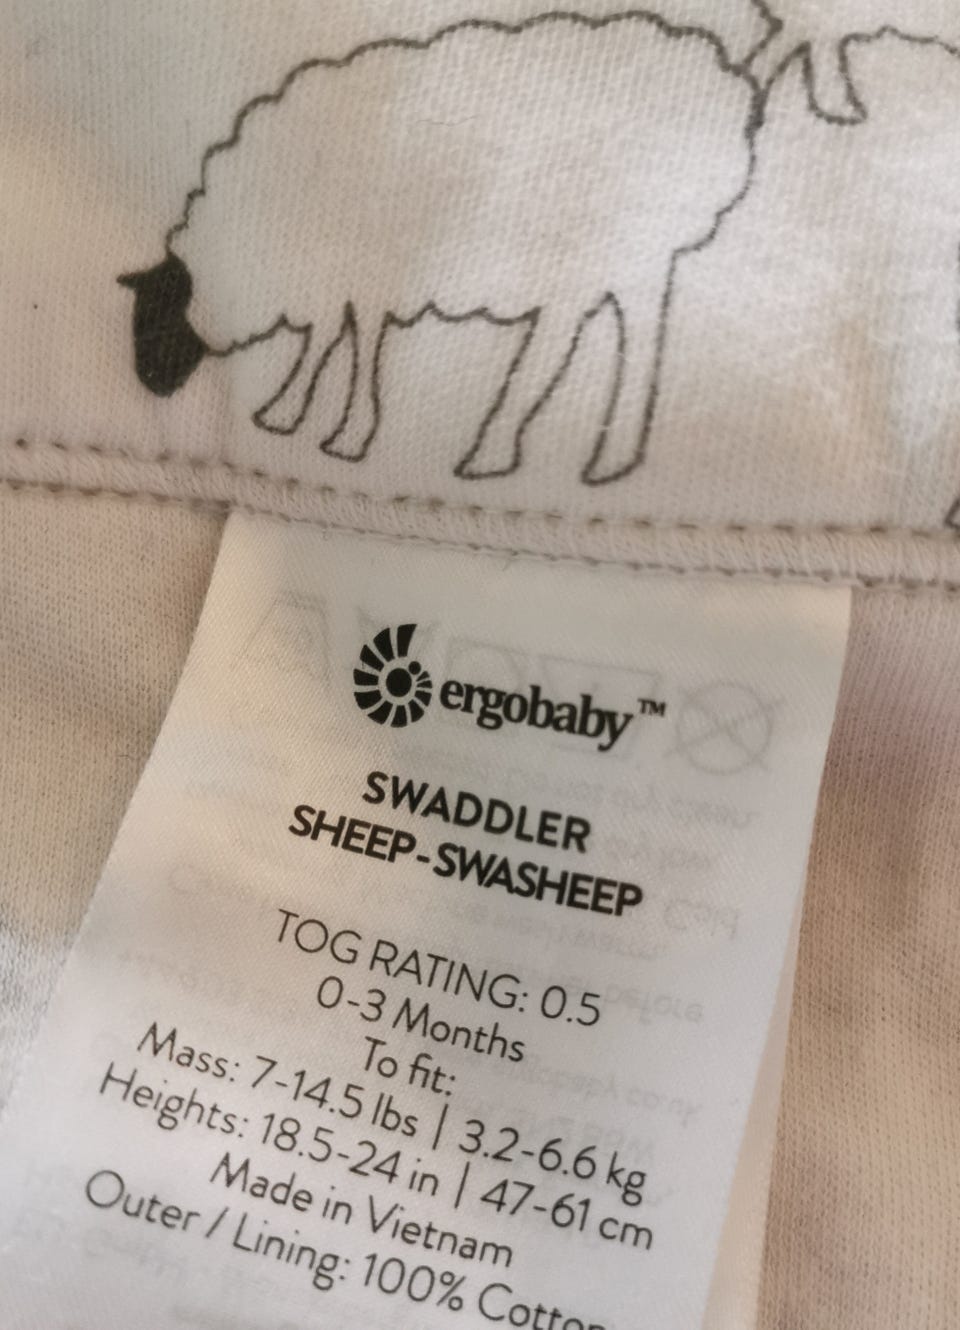 ergobaby™
SWADDLER
SHEEP-SWASHEEP
TOG RATING: 0.5
0-3 Months
To fit:
Mass: 7-14.5 lbs | 3.2-6.6 kg
Heights: 18.5-24 in | 47-61 cm
Made in Vietnam
Outer / Lining: 100% Cotton